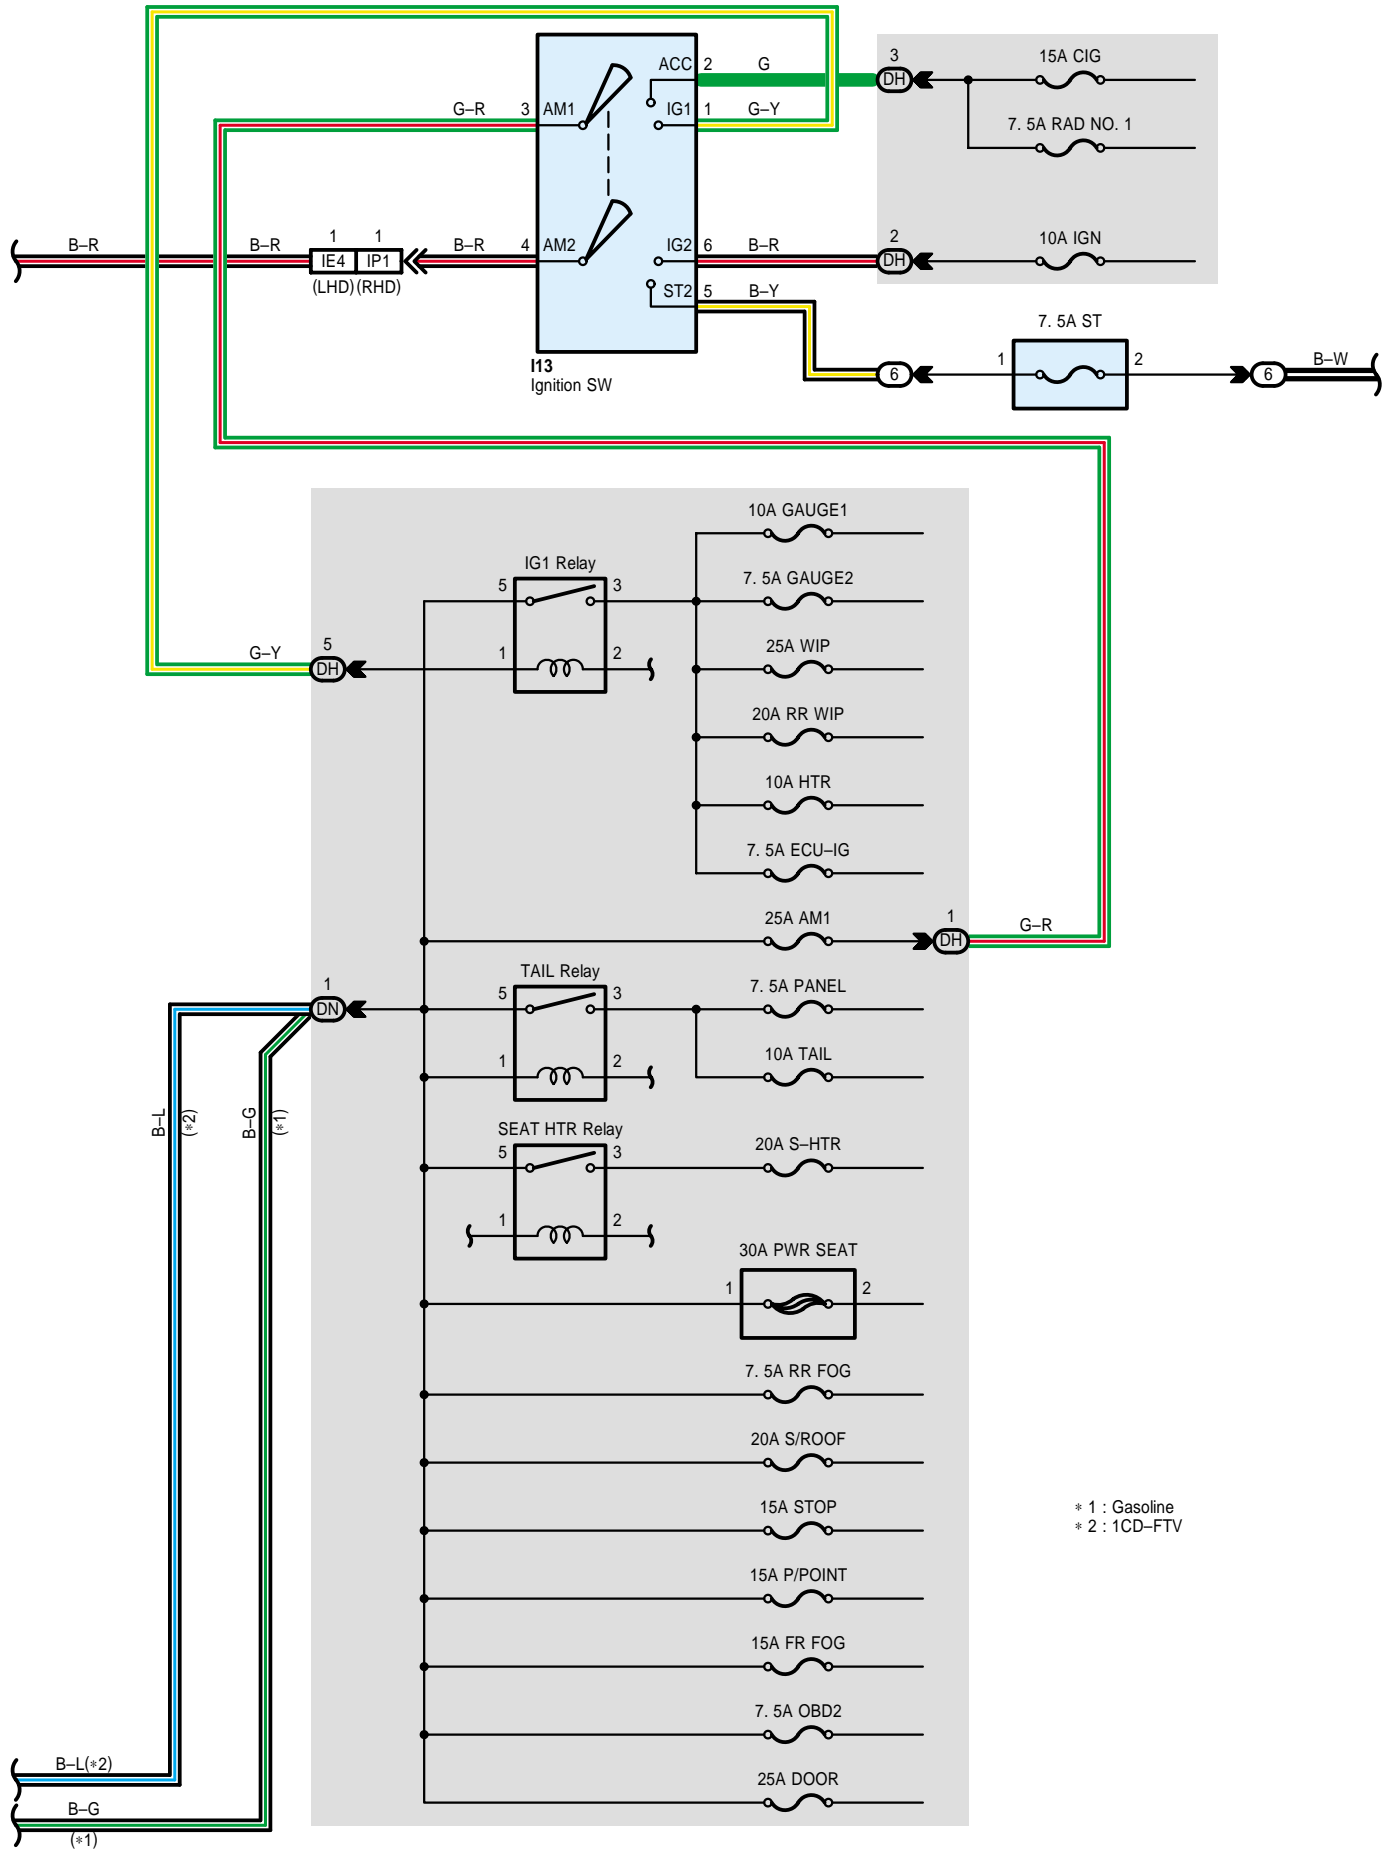 ACC 2 G 3 DH 15A CIG
G–R 3 AM1 IG1 1 G–Y
7. 5A RAD NO. 1
B–R B–R 1 1 B–R 4 AM2 IG2 6 B–R 2 DH 10A IGN
IE4 IP1
(LHD) (RHD)
ST2 5 B–Y
7. 5A ST
I13
Ignition SW
6 1 2 6 B–W
10A GAUGE1
IG1 Relay
5 3
7. 5A GAUGE2
G–Y 5 DH 1 2
25A WIP
20A RR WIP
10A HTR
7. 5A ECU–IG
25A AM1 1 DH G–R
TAIL Relay
1 DN 5 3
7. 5A PANEL
1 2
10A TAIL
B–L
(∗2)
B–G
(∗1)
SEAT HTR Relay
5 3
20A S–HTR
1 2
30A PWR SEAT
1 2
7. 5A RR FOG
20A S/ROOF
15A STOP
∗ 1 : Gasoline
∗ 2 : 1CD–FTV
15A P/POINT
15A FR FOG
7. 5A OBD2
B–L(∗2)
25A DOOR
B–G
(∗1)